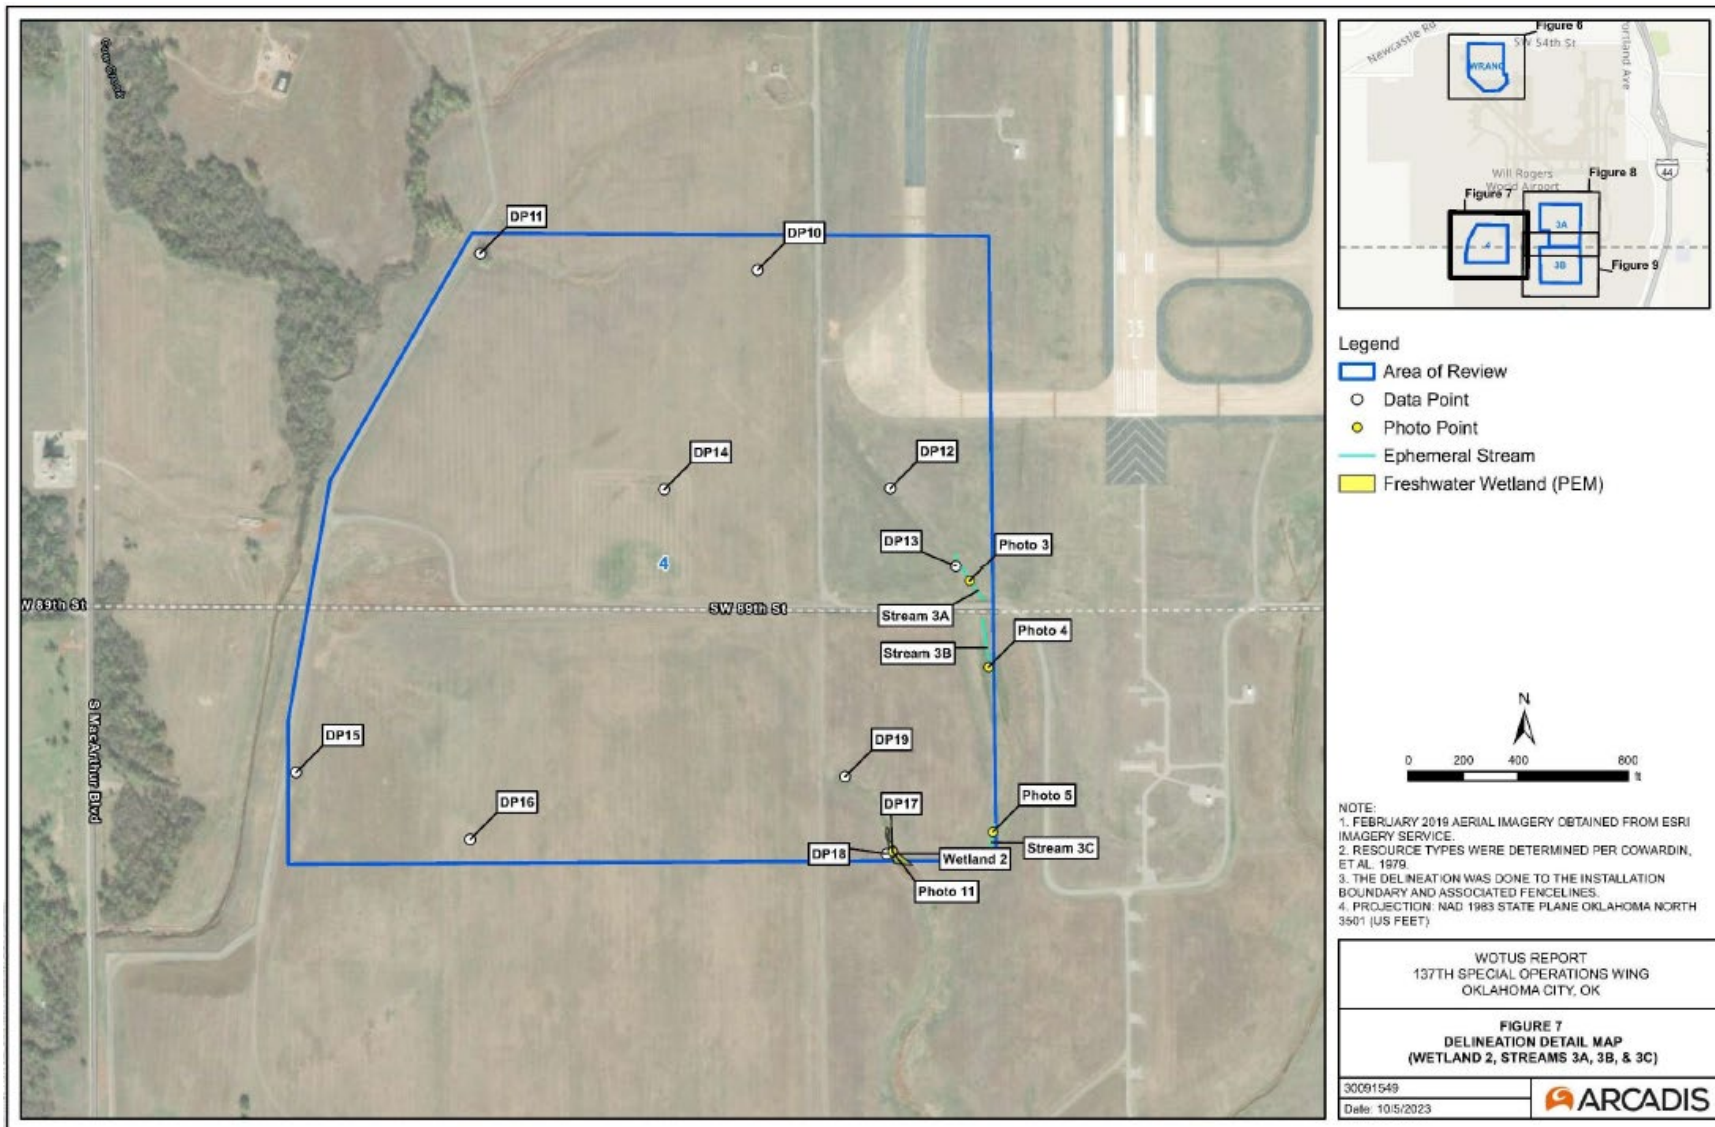 Cow Creek
DP11
DP10
DP14
DP12
4
DP13
Photo 3
W 89th St
SW 89th St
Stream 3A
Photo 4
Stream 3B
S MacArthur Blvd
DP15
DP19
DP16
DP17
Photo 5
DP18
Wetland 2
Stream 3C
Photo 11
35
L
Figure 6
Newcastle Rd
SW 54th St
ortland Ave
WRANG
44
Will Rogers
World Airport
Figure 8
Figure 7
3A
4
3B
Figure 9
Legend
Area of Review
Data Point
Photo Point
Ephemeral Stream
Freshwater Wetland (PEM)
N
0 200 400 800
ft
NOTE:
1. FEBRUARY 2019 AERIAL IMAGERY OBTAINED FROM ESRI
IMAGERY SERVICE.
2. RESOURCE TYPES WERE DETERMINED PER COWARDIN,
ET AL. 1979.
3. THE DELINEATION WAS DONE TO THE INSTALLATION
BOUNDARY AND ASSOCIATED FENCELINES.
4. PROJECTION: NAD 1983 STATE PLANE OKLAHOMA NORTH
3501 (US FEET)
WOTUS REPORT
137TH SPECIAL OPERATIONS WING
OKLAHOMA CITY, OK
FIGURE 7
DELINEATION DETAIL MAP
(WETLAND 2, STREAMS 3A, 3B, & 3C)
30091549
Date: 10/5/2023
ARCADIS